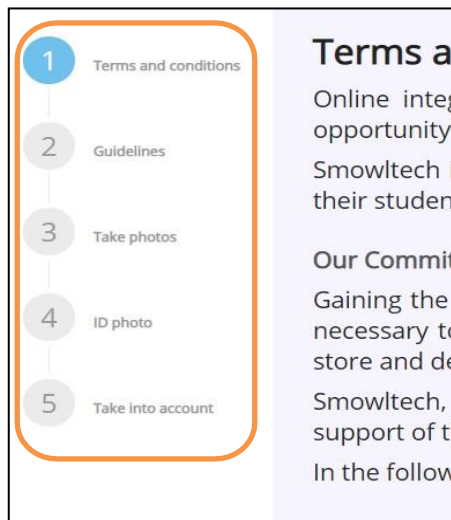 1 Terms and conditions
2 Guidelines
3 Take photos
4 ID photo
5 Take into account
Terms a
Online inte
opportunity
Smowltech
their studen
Our Commit
Gaining the
necessary to
store and de
Smowltech,
support of t
In the follow